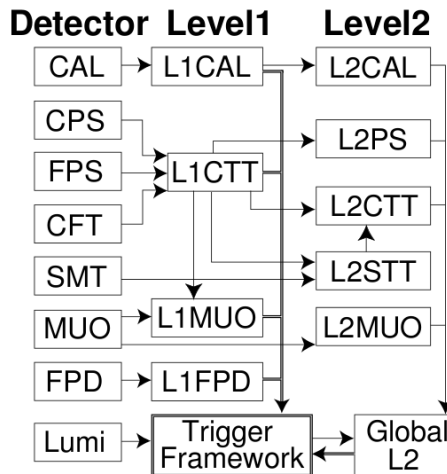 Detector Level1 Level2
CAL L1CAL L2CAL
CPS
L2PS
FPS L1CTT
CFT L2CTT
SMT L2STT
MUO L1MUO L2MUO
FPD L1FPD
Lumi Trigger Global
Framework L2